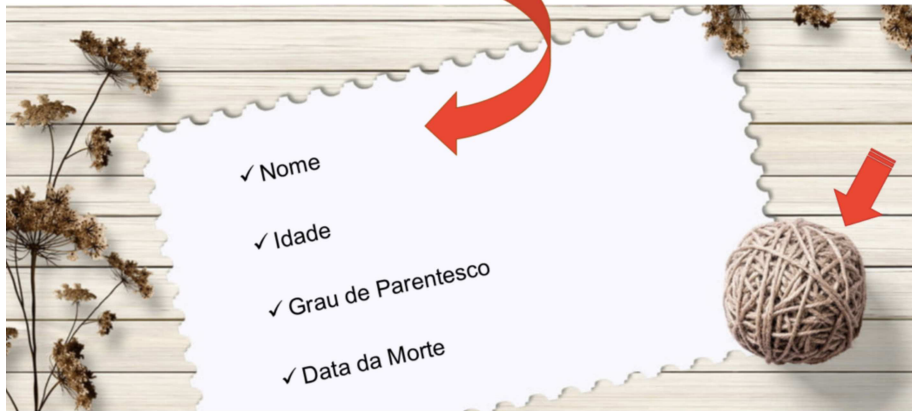 ✓ Nome
✓ Idade
✓ Grau de Parentesco
✓ Data da Morte